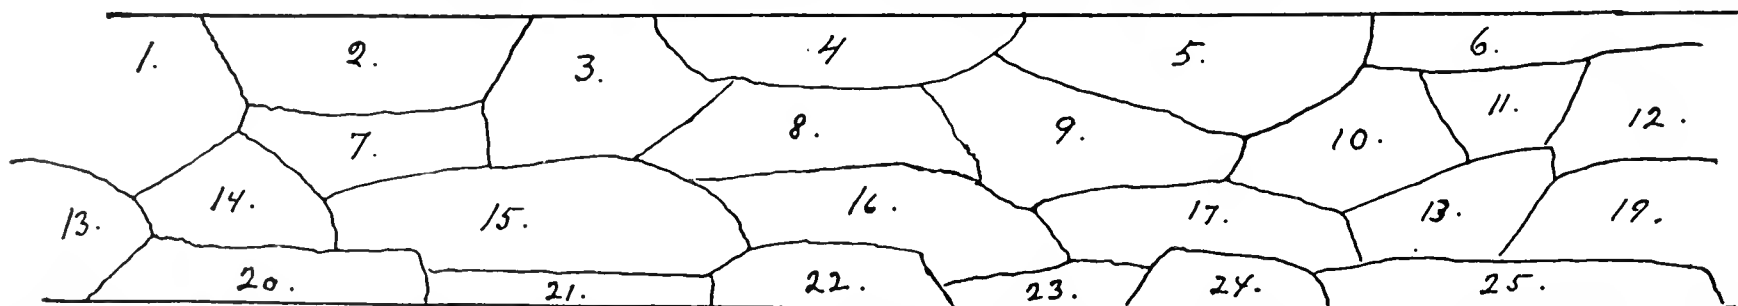 1. 2. 3. 4 5. 6.
7. 8. 9. 10. 11. 12.
13. 14. 15. 16. 17. 13. 19.
20. 21. 22. 23. 24. 25.